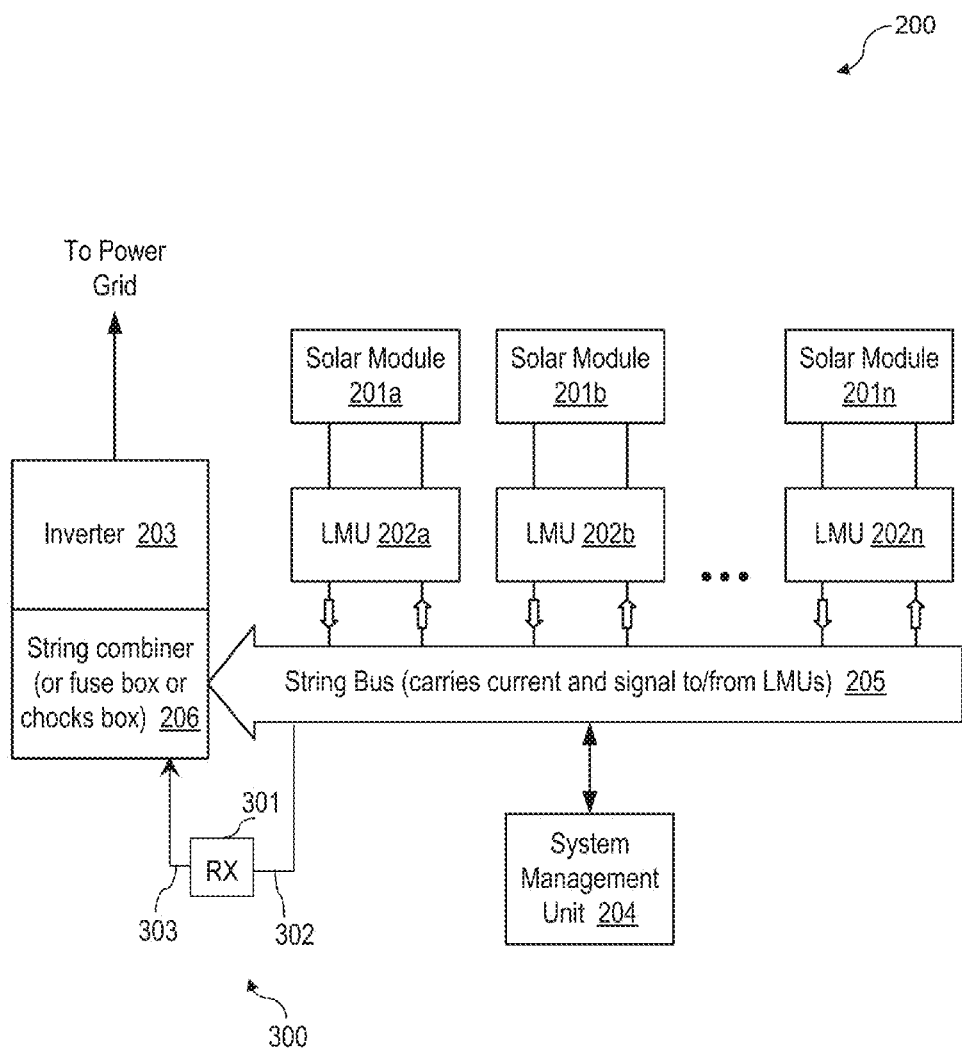 200
To Power
Grid
Solar Module
201a
Solar Module
201b
Solar Module
201n
Inverter 203
LMU 202a
LMU 202b
LMU 202n
String combiner
(or fuse box or
chocks box) 206
String Bus (carries current and signal to/from LMUs) 205
301
RX
303
302
System
Management
Unit 204
300